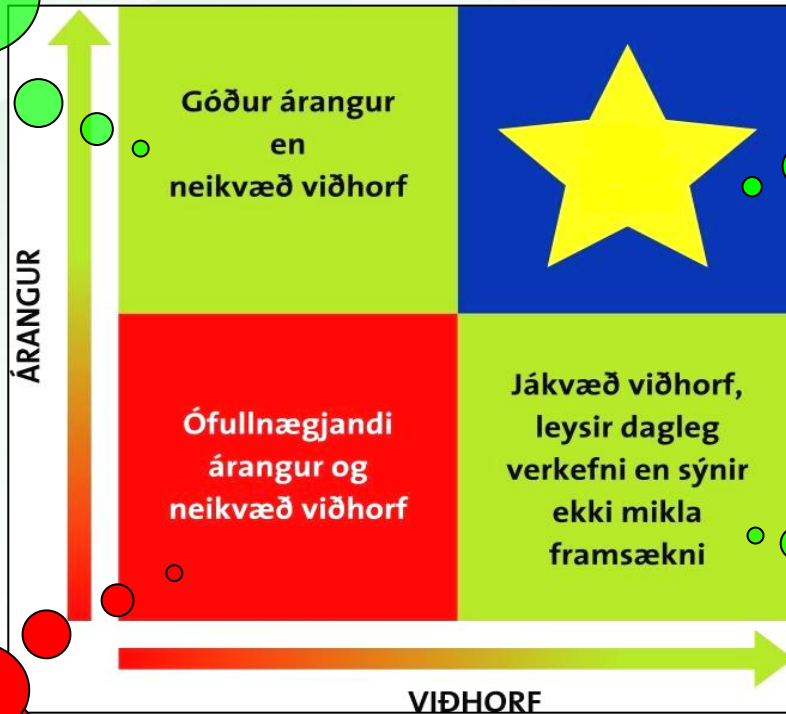 Góður árangur
en
neikvæð viðhorf
ÁRANGUR
Ófullnægjandi
árangur og
neikvæð viðhorf
Jákvæð viðhorf,
leysir dagleg
verkefni en sýnir
ekki mikla
framsækni
VIÐHORF